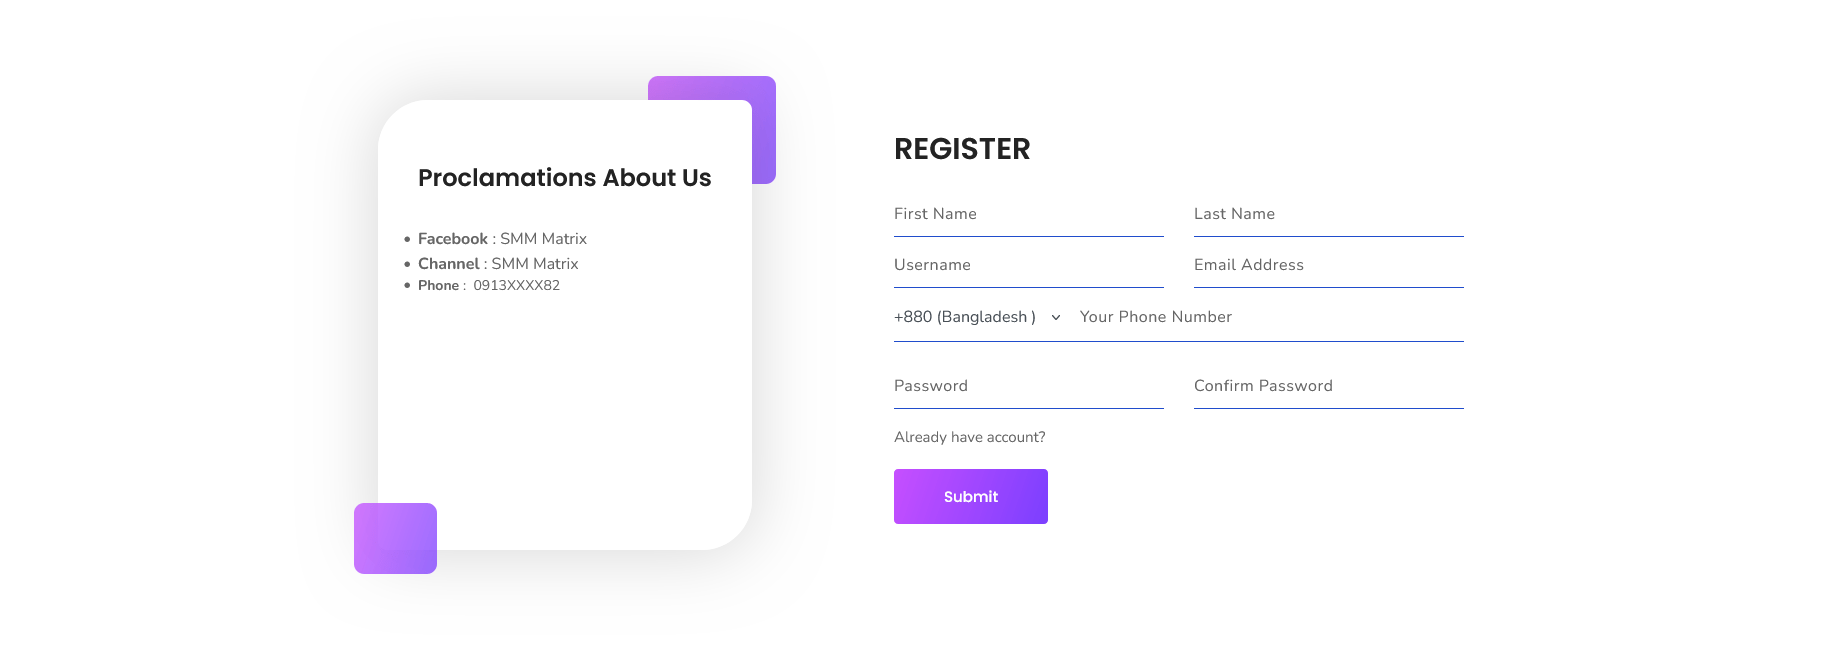 Proclamations About Us
Facebook : SMM Matrix
Channel : SMM Matrix
Phone : 0913XXXX82
REGISTER
First Name
Last Name
Username
Email Address
+880 (Bangladesh )
Your Phone Number
Password
Confirm Password
Already have account?
Submit